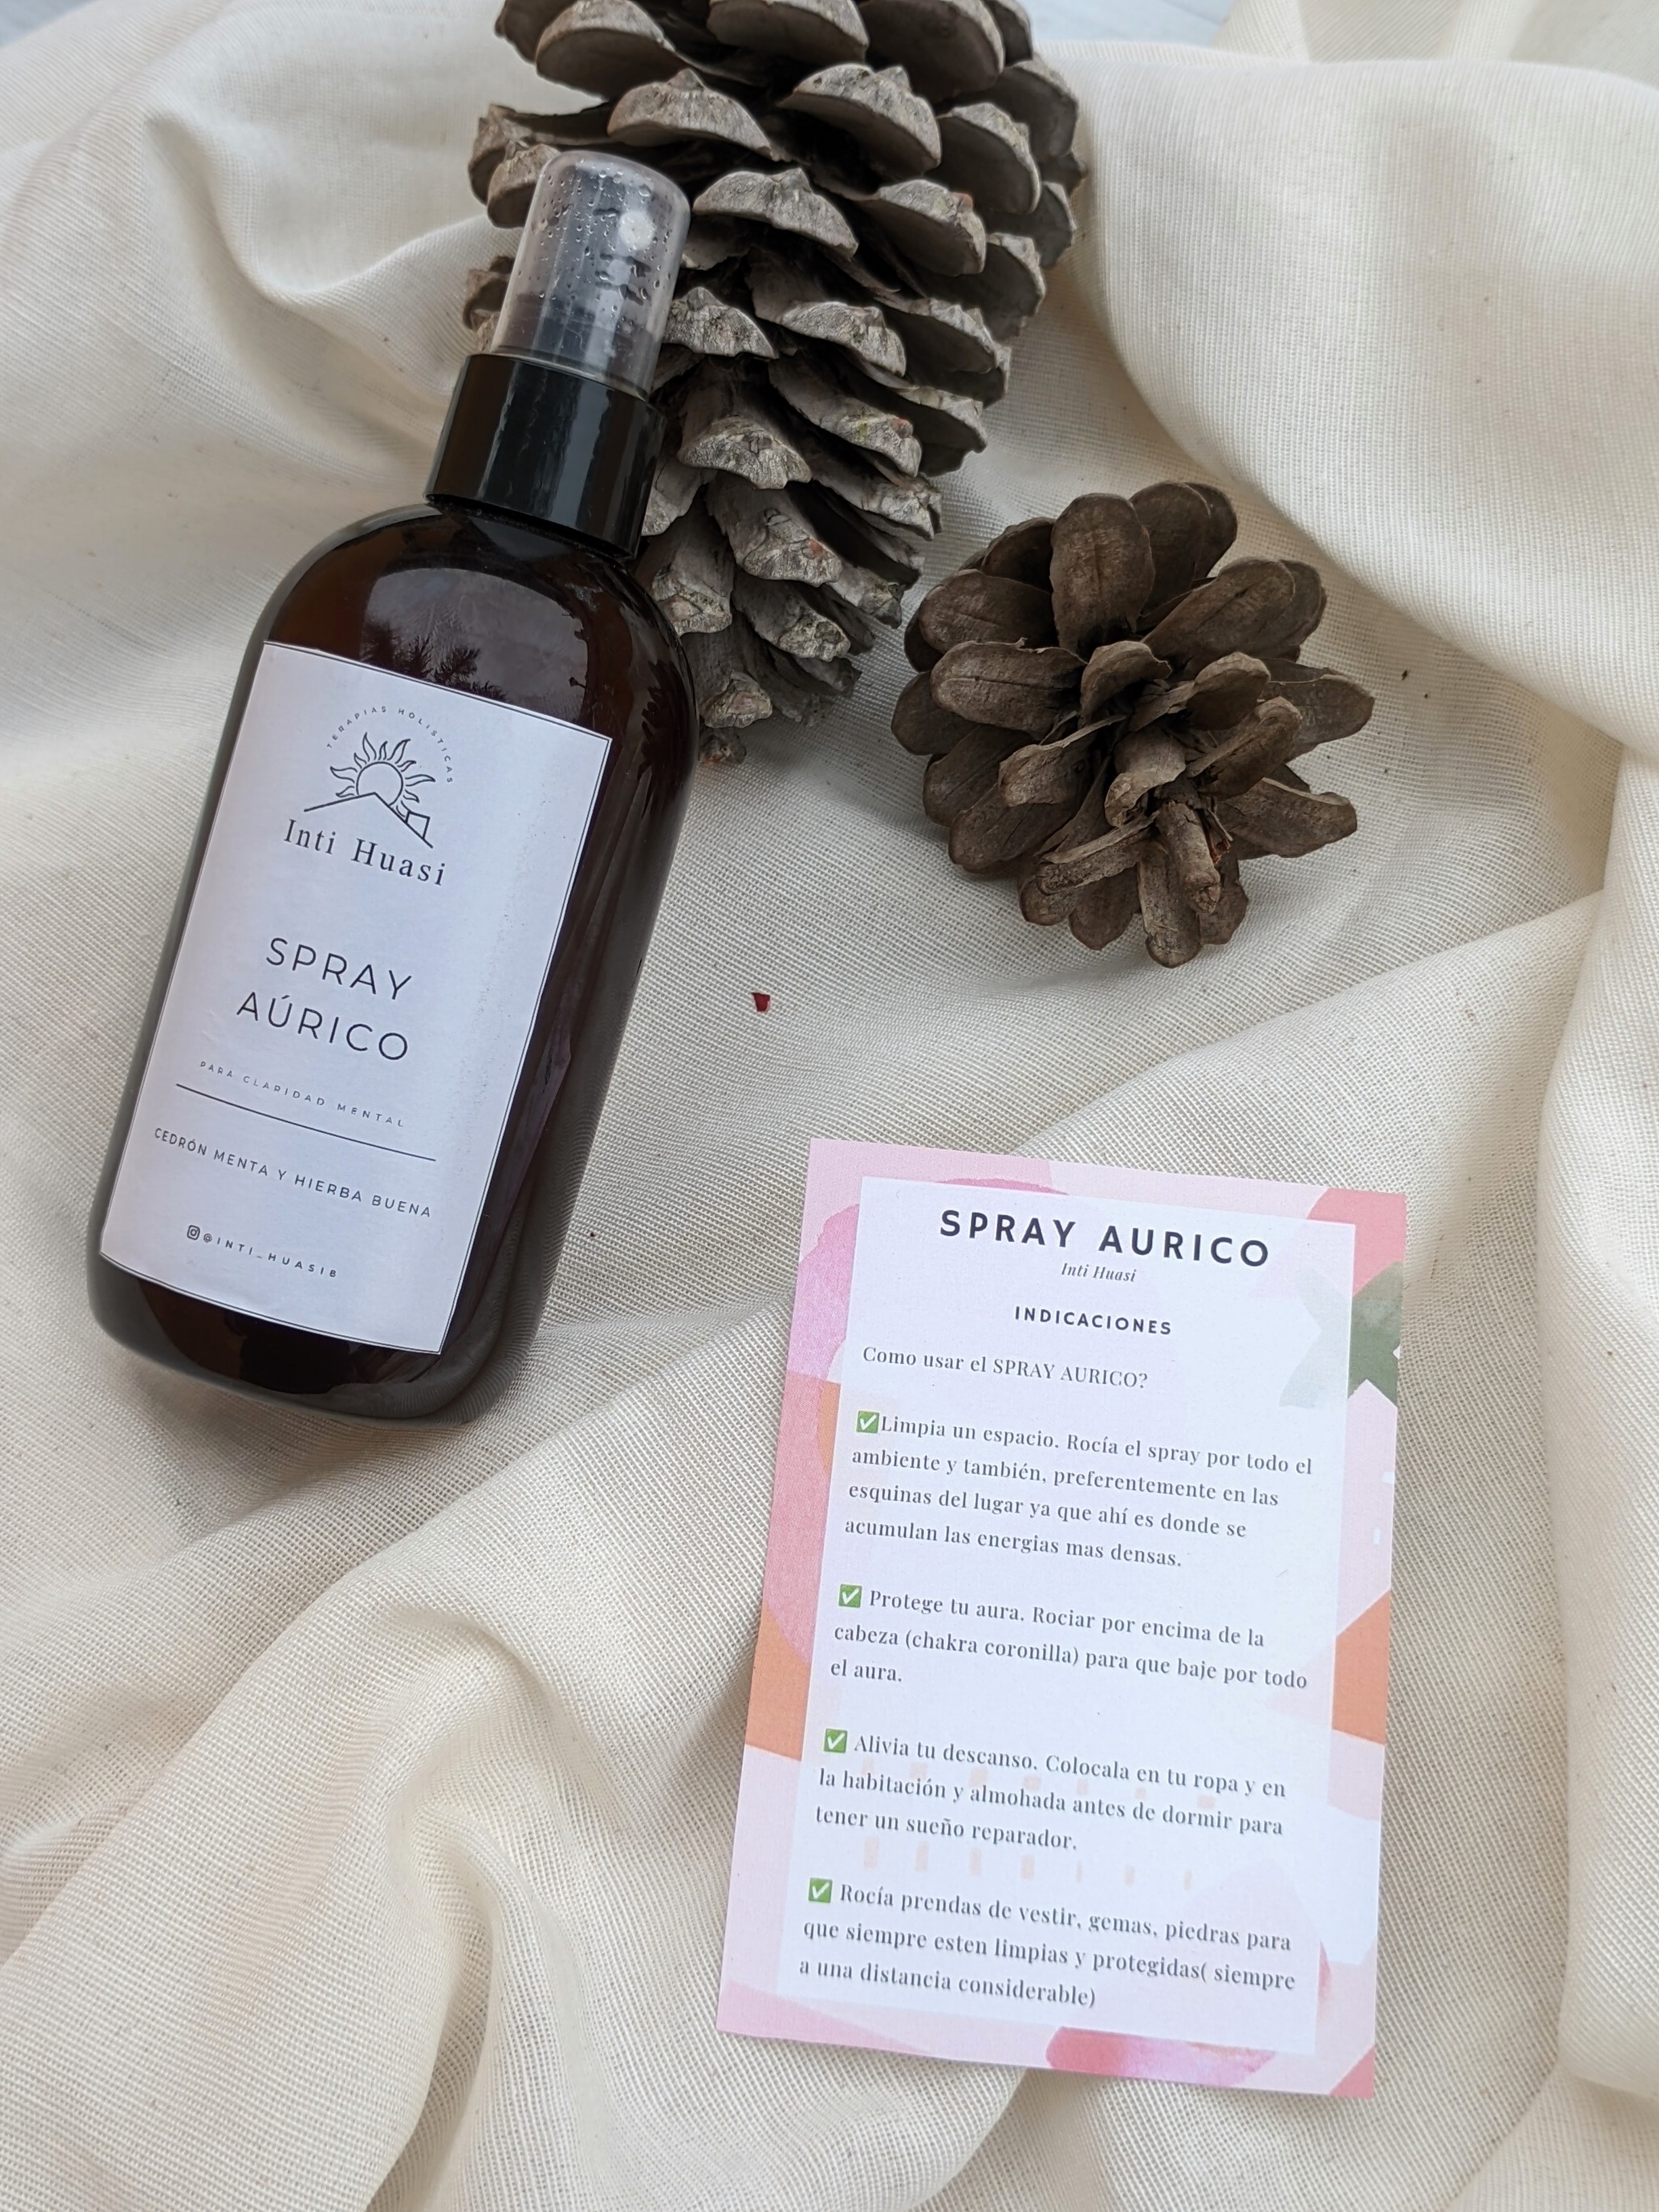 TERAPIAS HOLISTICAS
Inti Huasi
SPRAY
AÚRICO
PARA CLARIDAD MENTAL
CEDRÓN MENTA Y HIERBA BUENA
@INTI_HUASIB
SPRAY AURICO
Inti Huasi
INDICACIONES
Como usar el SPRAY AURICO?
✅Limpia un espacio. Rocía el spray por todo el
ambiente y también, preferentemente en las
esquinas del lugar ya que ahí es donde se
acumulan las energias mas densas.
✅ Protege tu aura. Rociar por encima de la
cabeza (chakra coronilla) para que baje por todo
el aura.
✅ Alivia tu descanso. Colocala en tu ropa y en
la habitación y almohada antes de dormir para
tener un sueño reparador.
✅ Rocía prendas de vestir, gemas, piedras para
que siempre esten limpias y protegidas( siempre
a una distancia considerable)